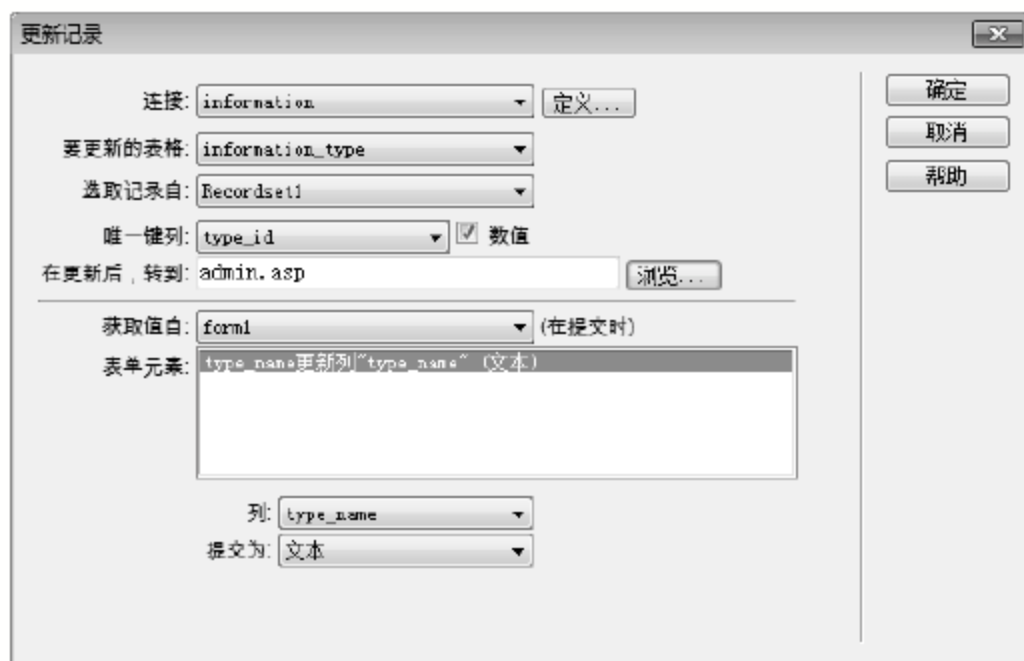 更新记录
连接: information 定义...
要更新的表格: information_type
选取记录自: Recordset1
唯一键列: type_id 数值
在更新后，转到: admin.asp 浏览...
获取值自: form1 (在提交时)
表单元素: type_name更新列"type_name" (文本)
列: type_name
提交为: 文本
确定
取消
帮助